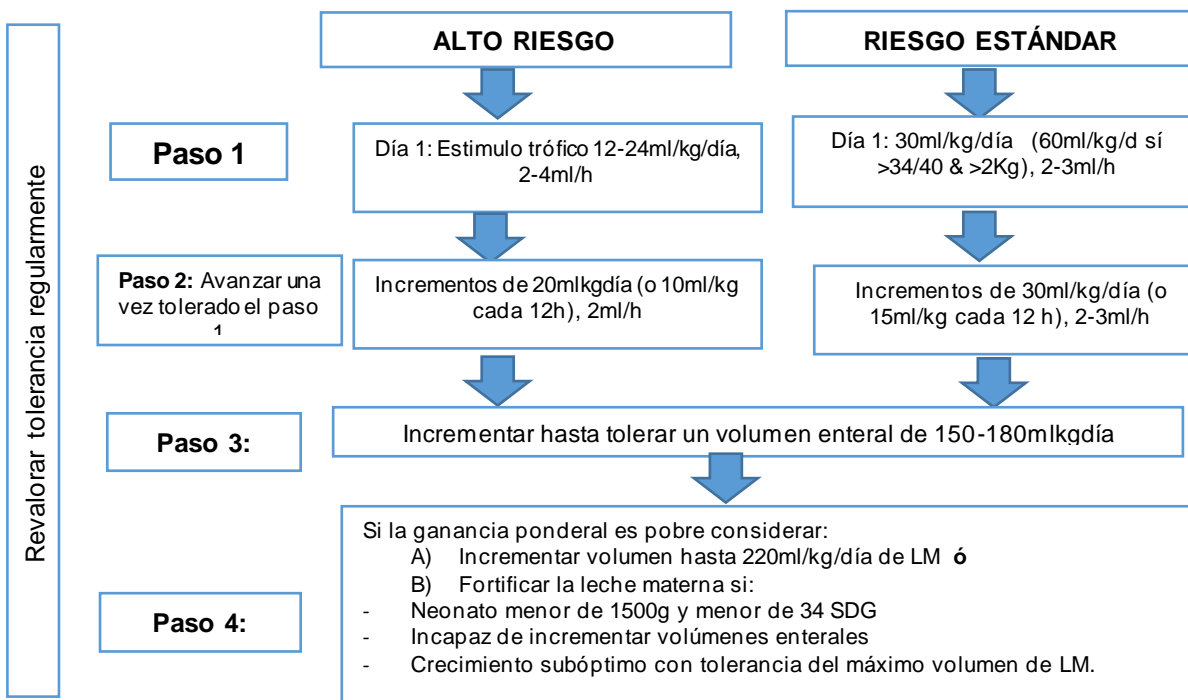 Revalorar tolerancia regularmente
ALTO RIESGO
RIESGO ESTÁNDAR
Paso 1
Día 1: Estimulo trófico 12-24ml/kg/día,
2-4ml/h
Día 1: 30ml/kg/día (60ml/kg/d sí
>34/40 & >2Kg), 2-3ml/h
Paso 2: Avanzar una
vez tolerado el paso
1
Incrementos de 20mlkgdía (o 10ml/kg
cada 12h), 2ml/h
Incrementos de 30ml/kg/día (o
15ml/kg cada 12 h), 2-3ml/h
Paso 3:
Incrementar hasta tolerar un volumen enteral de 150-180mlkgdía
Paso 4:
Si la ganancia ponderal es pobre considerar:
A) Incrementar volumen hasta 220ml/kg/día de LM ó
B) Fortificar la leche materna si:
- Neonato menor de 1500g y menor de 34 SDG
- Incapaz de incrementar volúmenes enterales
- Crecimiento subóptimo con tolerancia del máximo volumen de LM.